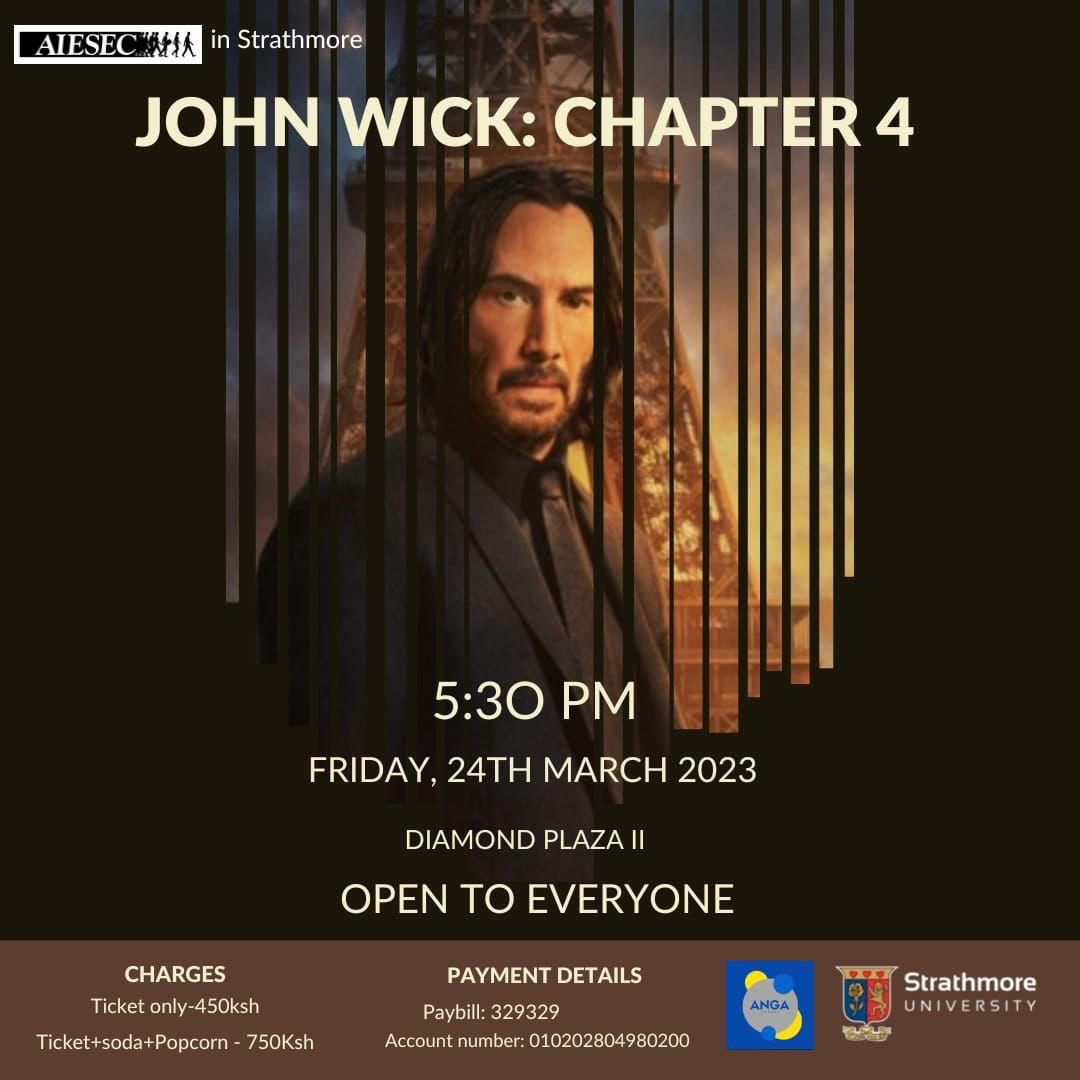 AIESEC in Strathmore
JOHN WICK: CHAPTER 4
5:30 PM
FRIDAY, 24TH MARCH 2023
DIAMOND PLAZA II
OPEN TO EVERYONE
CHARGES
Ticket only-450ksh
Ticket+soda+Popcorn - 750Ksh
PAYMENT DETAILS
Paybill: 329329
Account number: 010202804980200
ANGA
Strathmore
UNIVERSITY